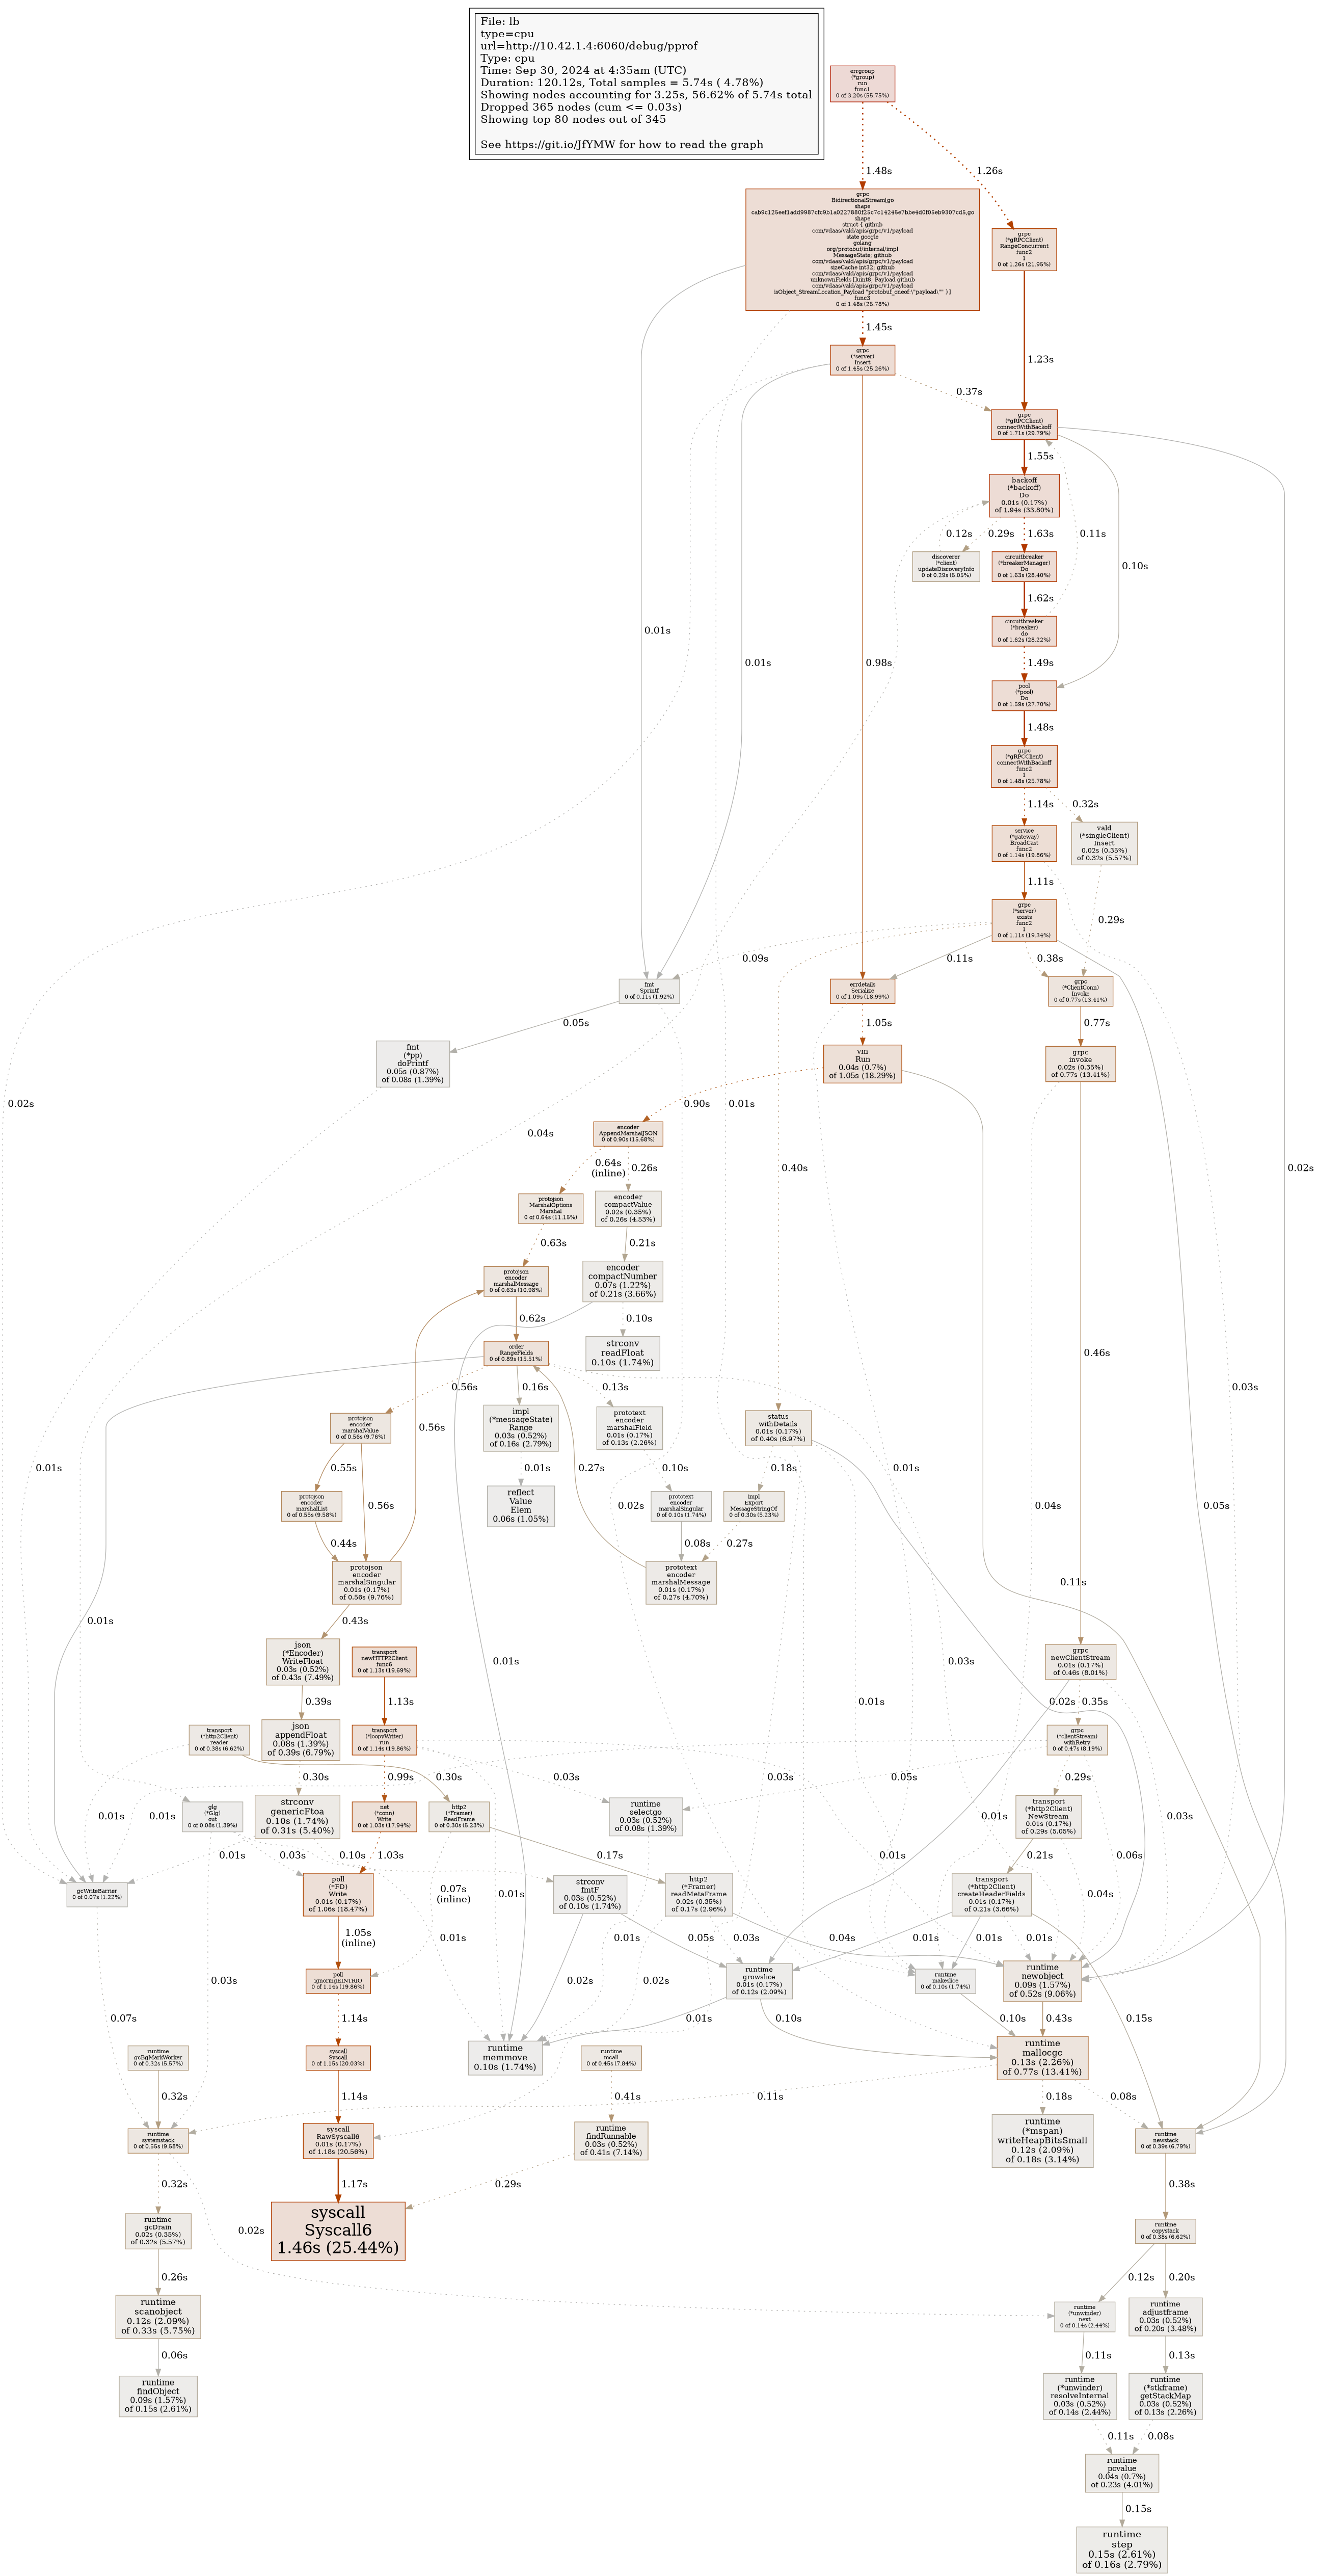 File: lb
type=cpu
url=http://10.42.1.4:6060/debug/pprof
Type: cpu
Time: Sep 30, 2024 at 4:35am (UTC)
Duration: 120.12s, Total samples = 5.74s ( 4.78%)
Showing nodes accounting for 3.25s, 56.62% of 5.74s total
Dropped 365 nodes (cum <= 0.03s)
Showing top 80 nodes out of 345
See https://git.io/JfYMW for how to read the graph
errgroup
(*group)
run
func1
0 of 3.20s (55.75%)
1.48s
1.26s
grpc
BidirectionalStream[go
shape
struct { github
com/vdaas/vald/apis/grpc/v1/payload
state google
golang
org/protobuf/internal/impl
MessageState; github
com/vdaas/vald/apis/grpc/v1/payload
sizeCache int32; github
com/vdaas/vald/apis/grpc/v1/payload
unknownFields []uint8; Payload github
com/vdaas/vald/apis/grpc/v1/payload
isObject_StreamLocation_Payload "protobuf_oneof:\"payload\"" }]
func3
0 of 1.48s (25.78%)
grpc
(*gRPCClient)
RangeConcurrent
func2
1
0 of 1.26s (21.95%)
1.45s
1.23s
grpc
(*server)
Insert
0 of 1.45s (25.26%)
0.37s
grpc
(*gRPCClient)
connectWithBackoff
0 of 1.71s (29.79%)
1.55s
backoff
(*backoff)
Do
0.01s (0.17%)
of 1.94s (33.80%)
0.12s
0.29s
1.63s
0.11s
0.10s
discoverer
(*client)
updateDiscoveryInfo
0 of 0.29s (5.05%)
circuitbreaker
(*breakerManager)
Do
0 of 1.63s (28.40%)
1.62s
circuitbreaker
(*breaker)
do
0 of 1.62s (28.22%)
0.01s
0.01s
0.98s
1.49s
pool
(*pool)
Do
0 of 1.59s (27.70%)
1.48s
grpc
(*gRPCClient)
connectWithBackoff
func2
1
0 of 1.48s (25.78%)
1.14s
0.32s
service
(*gateway)
BroadCast
func2
0 of 1.14s (19.86%)
vald
(*singleClient)
Insert
0.02s (0.35%)
of 0.32s (5.57%)
1.11s
0.29s
grpc
(*server)
exists
func2
1
0 of 1.11s (19.34%)
0.09s
0.11s
0.38s
fmt
Sprintf
0 of 0.11s (1.92%)
errdetails
Serialize
0 of 1.09s (18.99%)
grpc
(*ClientConn)
Invoke
0 of 0.77s (13.41%)
0.05s
1.05s
0.77s
fmt
(*pp)
doPrintf
0.05s (0.87%)
of 0.08s (1.39%)
vm
Run
0.04s (0.7%)
of 1.05s (18.29%)
grpc
invoke
0.02s (0.35%)
of 0.77s (13.41%)
0.02s
0.04s
0.90s
0.01s
0.40s
0.02s
encoder
AppendMarshalJSON
0 of 0.90s (15.68%)
0.64s
(inline)
0.26s
protojson
MarshalOptions
Marshal
0 of 0.64s (11.15%)
encoder
compactValue
0.02s (0.35%)
of 0.26s (4.53%)
0.63s
0.21s
protojson
encoder
marshalMessage
0 of 0.63s (10.98%)
encoder
compactNumber
0.07s (1.22%)
of 0.21s (3.66%)
0.62s
0.10s
0.46s
order
RangeFields
0 of 0.89s (15.51%)
strconv
readFloat
0.10s (1.74%)
0.01s
0.56s
0.16s
0.13s
0.01s
0.04s
0.05s
0.03s
protojson
encoder
marshalValue
0 of 0.56s (9.76%)
0.56s
impl
(*messageState)
Range
0.03s (0.52%)
of 0.16s (2.79%)
prototext
encoder
marshalField
0.01s (0.17%)
of 0.13s (2.26%)
status
withDetails
0.01s (0.17%)
of 0.40s (6.97%)
0.55s
0.56s
0.01s
0.27s
0.10s
0.18s
protojson
encoder
marshalList
0 of 0.55s (9.58%)
reflect
Value
Elem
0.06s (1.05%)
0.02s
prototext
encoder
marshalSingular
0 of 0.10s (1.74%)
impl
Export
MessageStringOf
0 of 0.30s (5.23%)
0.44s
0.08s
0.27s
protojson
encoder
marshalSingular
0.01s (0.17%)
of 0.56s (9.76%)
prototext
encoder
marshalMessage
0.01s (0.17%)
of 0.27s (4.70%)
0.11s
0.01s
0.43s
json
(*Encoder)
WriteFloat
0.03s (0.52%)
of 0.43s (7.49%)
transport
newHTTP2Client
func6
0 of 1.13s (19.69%)
0.01s
0.03s
grpc
newClientStream
0.01s (0.17%)
of 0.46s (8.01%)
0.39s
1.13s
0.01s
0.02s
0.35s
transport
(*http2Client)
reader
0 of 0.38s (6.62%)
json
appendFloat
0.08s (1.39%)
of 0.39s (6.79%)
transport
(*loopyWriter)
run
0 of 1.14s (19.86%)
grpc
(*clientStream)
withRetry
0 of 0.47s (8.19%)
0.01s
0.01s
0.30s
0.99s
0.30s
0.03s
0.05s
0.03s
0.01s
0.29s
0.03s
glg
(*Glg)
out
0 of 0.08s (1.39%)
strconv
genericFtoa
0.10s (1.74%)
of 0.31s (5.40%)
net
(*conn)
Write
0 of 1.03s (17.94%)
http2
(*Framer)
ReadFrame
0 of 0.30s (5.23%)
runtime
selectgo
0.03s (0.52%)
of 0.08s (1.39%)
transport
(*http2Client)
NewStream
0.01s (0.17%)
of 0.29s (5.05%)
0.01s
0.03s
0.10s
1.03s
0.07s
(inline)
0.01s
0.17s
0.01s
0.21s
0.06s
0.04s
gcWriteBarrier
0 of 0.07s (1.22%)
poll
(*FD)
Write
0.01s (0.17%)
of 1.06s (18.47%)
strconv
fmtF
0.03s (0.52%)
of 0.10s (1.74%)
http2
(*Framer)
readMetaFrame
0.02s (0.35%)
of 0.17s (2.96%)
transport
(*http2Client)
createHeaderFields
0.01s (0.17%)
of 0.21s (3.66%)
0.03s
1.05s
(inline)
0.01s
0.01s
0.05s
0.03s
0.04s
0.01s
0.01s
0.01s
poll
ignoringEINTRIO
0 of 1.14s (19.86%)
0.02s
0.02s
runtime
growslice
0.01s (0.17%)
of 0.12s (2.09%)
runtime
makeslice
0 of 0.10s (1.74%)
runtime
newobject
0.09s (1.57%)
of 0.52s (9.06%)
0.07s
1.14s
0.01s
0.10s
0.10s
0.43s
0.15s
runtime
gcBgMarkWorker
0 of 0.32s (5.57%)
syscall
Syscall
0 of 1.15s (20.03%)
runtime
memmove
0.10s (1.74%)
runtime
mcall
0 of 0.45s (7.84%)
runtime
mallocgc
0.13s (2.26%)
of 0.77s (13.41%)
0.32s
1.14s
0.41s
0.11s
0.18s
0.08s
runtime
systemstack
0 of 0.55s (9.58%)
syscall
RawSyscall6
0.01s (0.17%)
of 1.18s (20.56%)
runtime
findRunnable
0.03s (0.52%)
of 0.41s (7.14%)
runtime
(*mspan)
writeHeapBitsSmall
0.12s (2.09%)
of 0.18s (3.14%)
runtime
newstack
0 of 0.39s (6.79%)
0.32s
1.17s
0.29s
0.38s
runtime
gcDrain
0.02s (0.35%)
of 0.32s (5.57%)
0.02s
syscall
Syscall6
1.46s (25.44%)
runtime
copystack
0 of 0.38s (6.62%)
0.26s
0.12s
0.20s
runtime
scanobject
0.12s (2.09%)
of 0.33s (5.75%)
runtime
(*unwinder)
next
0 of 0.14s (2.44%)
runtime
adjustframe
0.03s (0.52%)
of 0.20s (3.48%)
0.06s
0.11s
0.13s
runtime
findObject
0.09s (1.57%)
of 0.15s (2.61%)
runtime
(*unwinder)
resolveInternal
0.03s (0.52%)
of 0.14s (2.44%)
runtime
(*stkframe)
getStackMap
0.03s (0.52%)
of 0.13s (2.26%)
0.11s
0.08s
runtime
pcvalue
0.04s (0.7%)
of 0.23s (4.01%)
0.15s
runtime
step
0.15s (2.61%)
of 0.16s (2.79%)